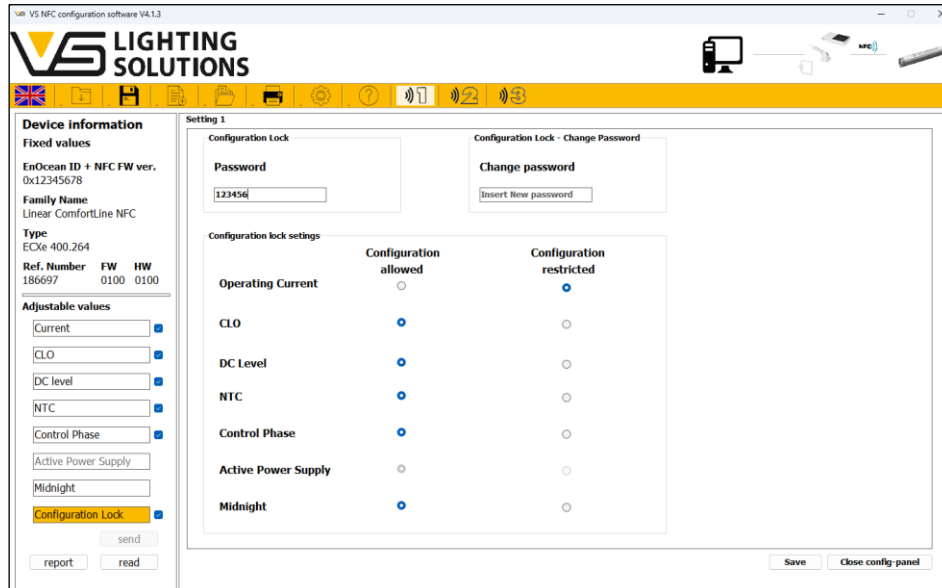 VS NFC configuration software V4.1.3
VS LIGHTING
SOLUTIONS
NFC
1 2 3
Device information
Fixed values
EnOcean ID + NFC FW ver.
0x12345678
Family Name
Linear ComfortLine NFC
Type
ECXe 400.264
Ref. Number FW HW
186697 0100 0100
Adjustable values
Current
CLO
DC level
NTC
Control Phase
Active Power Supply
Midnight
Configuration Lock
send
report read
Setting 1
Configuration Lock
Password
123456
Configuration Lock - Change Password
Change password
Insert New password
Configuration lock setings
Configuration
allowed
Configuration
restricted
Operating Current
CLO
DC Level
NTC
Control Phase
Active Power Supply
Midnight
Save Close config-panel